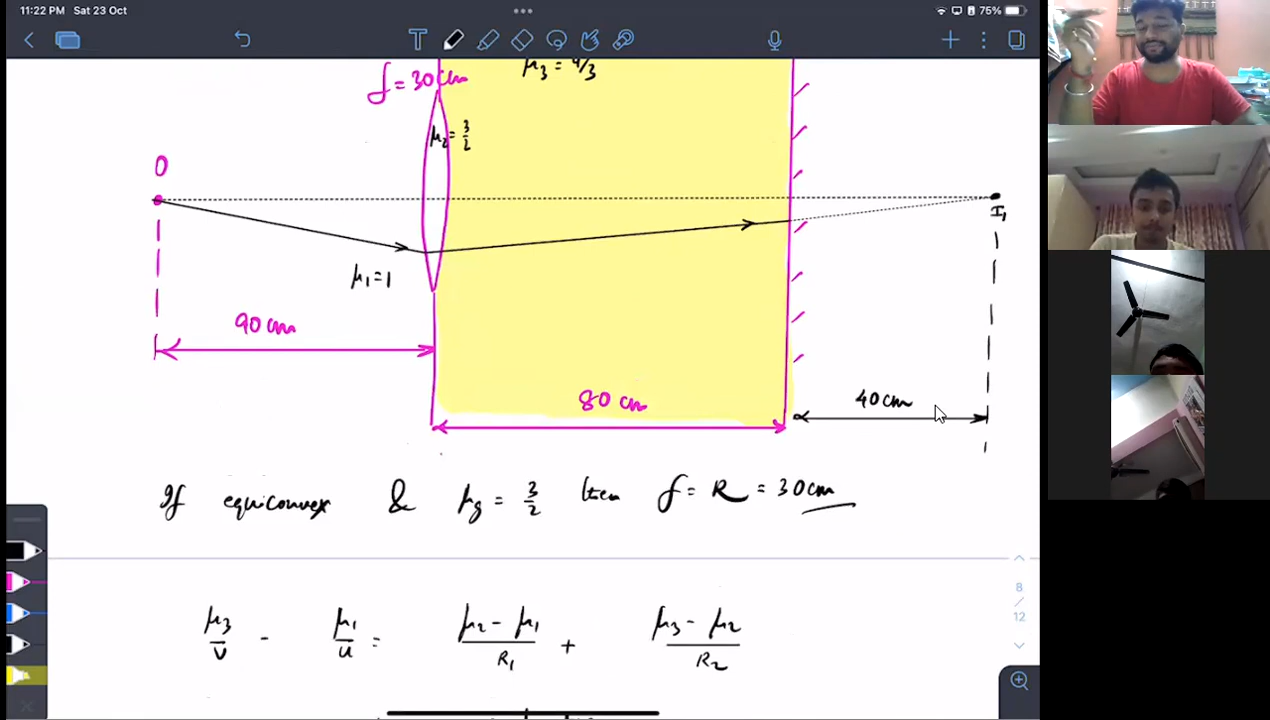 11:22 PM Sat 23 Oct
75%
T
f = 30 cm
μ₃ = 4/3
μ₂ = 3/2
O
I₁
μ₁ = 1
90 cm
80 cm
40 cm
If equiconvex & μg = 3/2 then f = R = 30 cm
8
/
12
μ₃/v - μ₁/u = (μ₂ - μ₁)/R₁ + (μ₃ - μ₂)/R₂